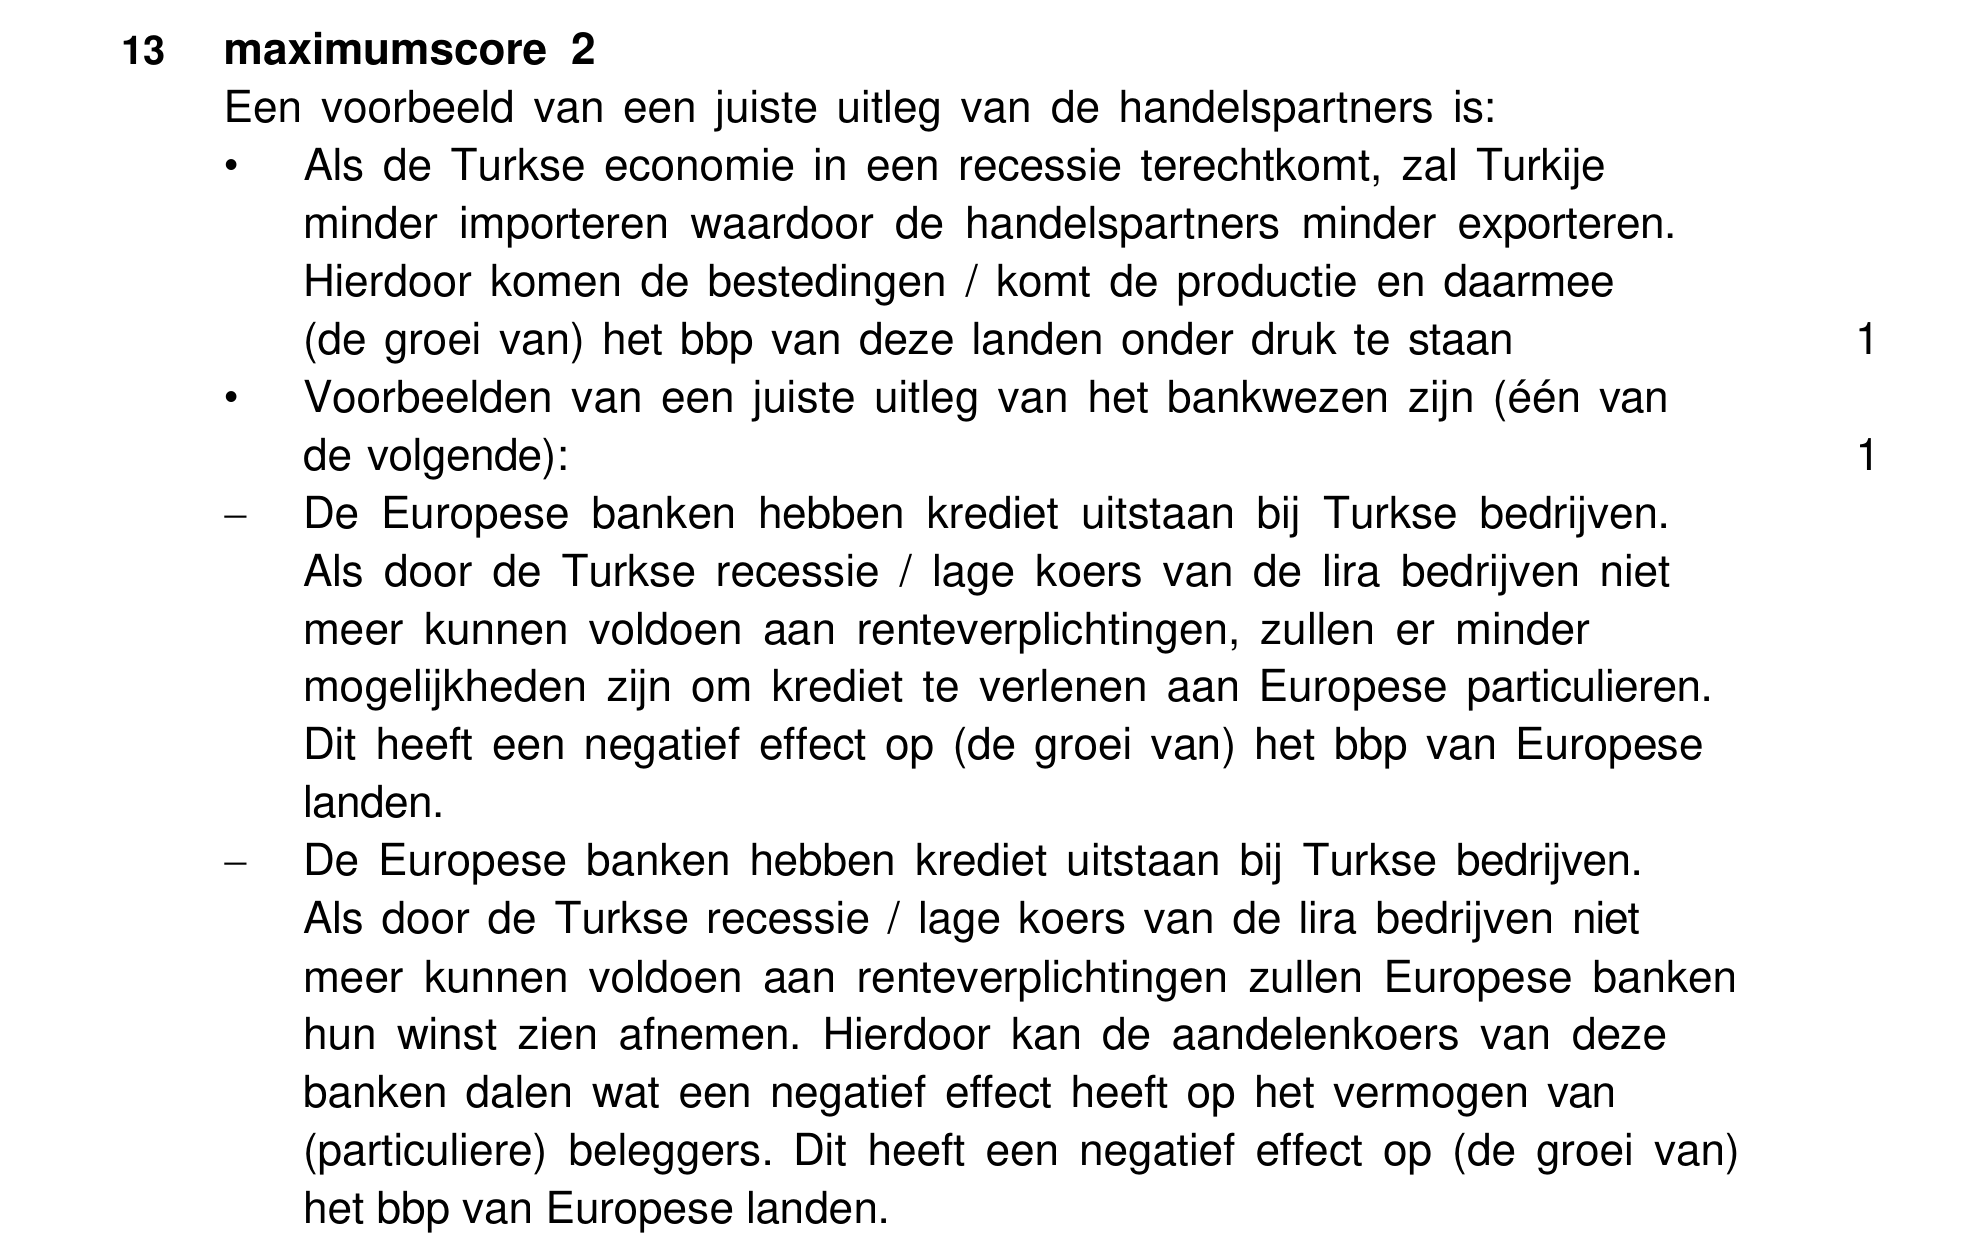 13 maximumscore 2
Een voorbeeld van een juiste uitleg van de handelspartners is:
• Als de Turkse economie in een recessie terechtkomt, zal Turkije
minder importeren waardoor de handelspartners minder exporteren.
Hierdoor komen de bestedingen / komt de productie en daarmee
(de groei van) het bbp van deze landen onder druk te staan 1
• Voorbeelden van een juiste uitleg van het bankwezen zijn (één van
de volgende): 1
− De Europese banken hebben krediet uitstaan bij Turkse bedrijven.
Als door de Turkse recessie / lage koers van de lira bedrijven niet
meer kunnen voldoen aan renteverplichtingen, zullen er minder
mogelijkheden zijn om krediet te verlenen aan Europese particulieren.
Dit heeft een negatief effect op (de groei van) het bbp van Europese
landen.
− De Europese banken hebben krediet uitstaan bij Turkse bedrijven.
Als door de Turkse recessie / lage koers van de lira bedrijven niet
meer kunnen voldoen aan renteverplichtingen zullen Europese banken
hun winst zien afnemen. Hierdoor kan de aandelenkoers van deze
banken dalen wat een negatief effect heeft op het vermogen van
(particuliere) beleggers. Dit heeft een negatief effect op (de groei van)
het bbp van Europese landen.